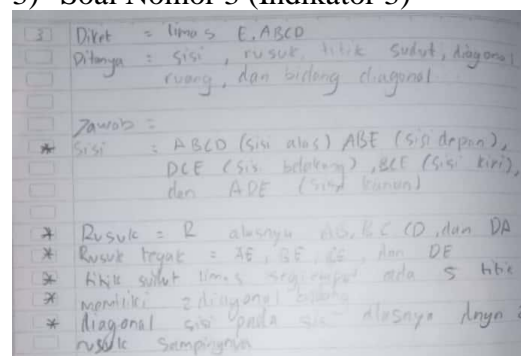 3) Soal Nomor 3 (Indikator 3)
3 Diket = limas E.ABCD
Ditanya = sisi, rusuk, titik sudut, diagonal
ruang, dan bidang diagonal
Jawab =
* sisi = ABCD (sisi alas) ABE (sisi depan),
DCE (sisi belakang), BCE (sisi kiri),
dan ADE (sisi kanan)
* Rusuk = R alasnya AB, BC, CD, dan DA
* Rusuk tegak = AE, BE, CE, dan DE
* titik sudut limas segiempat ada 5 titik
* memiliki 2 diagonal bidang
* diagonal sisi pada sisi alasnya
rusuk sampingnya